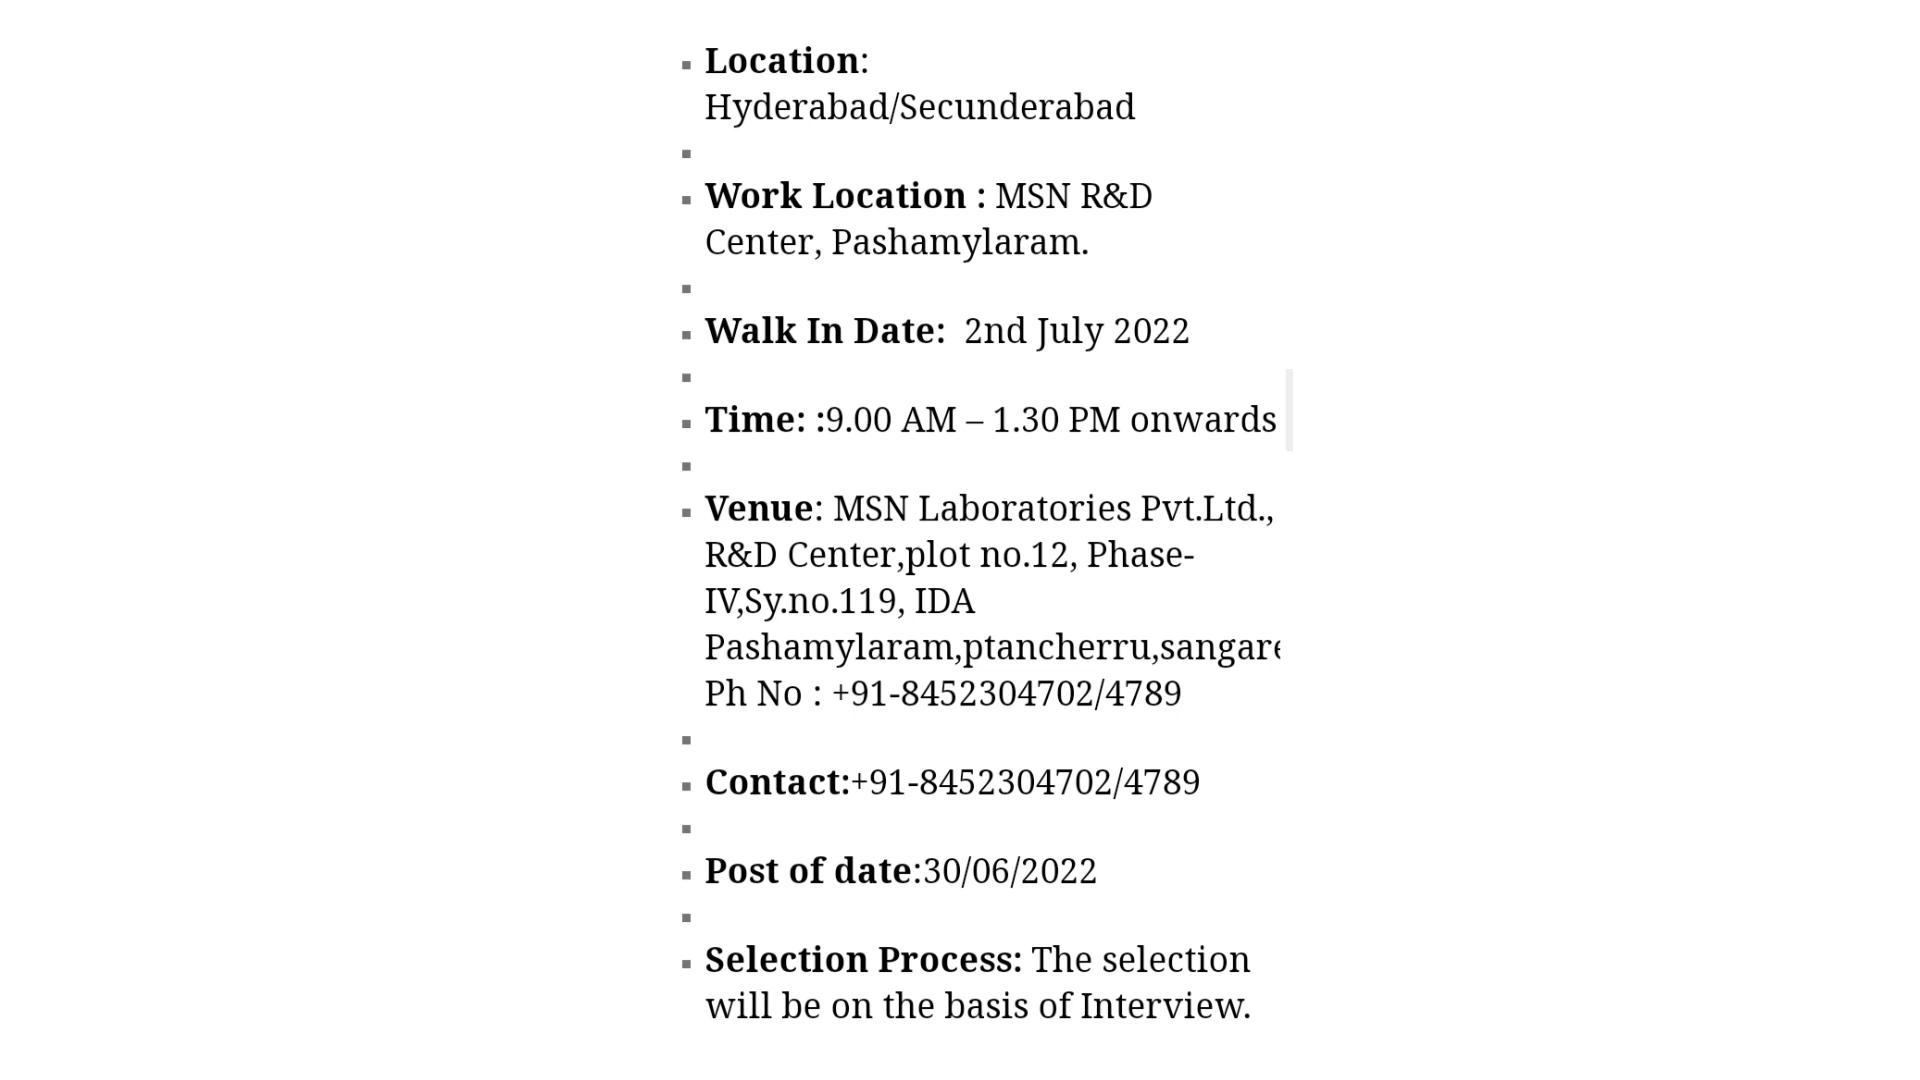 Location:
Hyderabad/Secunderabad
Work Location : MSN R&D
Center, Pashamylaram.
Walk In Date:  2nd July 2022
Time: :9.00 AM – 1.30 PM onwards
Venue: MSN Laboratories Pvt.Ltd.,
R&D Center,plot no.12, Phase-
IV,Sy.no.119, IDA
Pashamylaram,ptancherru,
Ph No : +91-8452304702/4789
Contact:+91-8452304702/4789
Post of date:30/06/2022
Selection Process: The selection
will be on the basis of Interview.